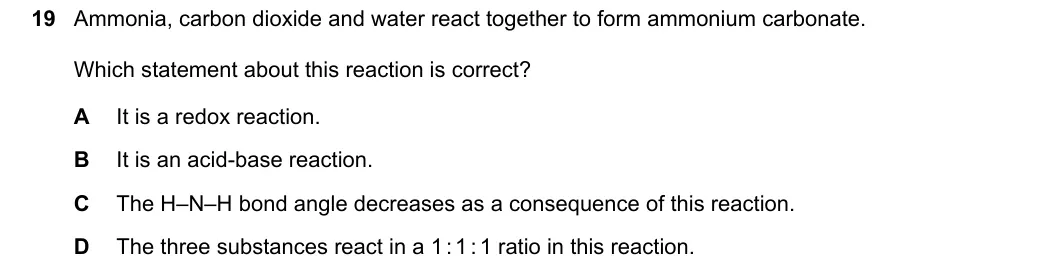 19 Ammonia, carbon dioxide and water react together to form ammonium carbonate.
Which statement about this reaction is correct?
A It is a redox reaction.
B It is an acid-base reaction.
C The H–N–H bond angle decreases as a consequence of this reaction.
D The three substances react in a 1 : 1 : 1 ratio in this reaction.